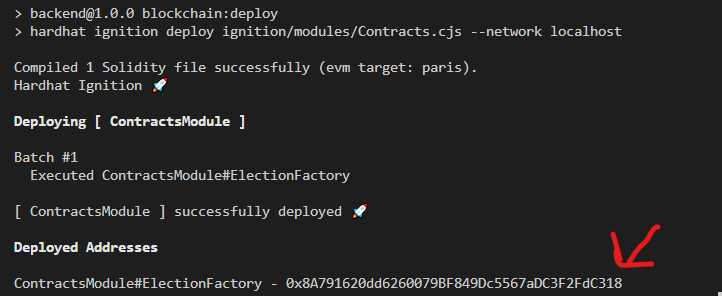 > backend@1.0.0 blockchain:deploy
> hardhat ignition deploy ignition/modules/Contracts.cjs --network localhost
Compiled 1 Solidity file successfully (evm target: paris).
Hardhat Ignition 🚀
Deploying [ ContractsModule ]
Batch #1
Executed ContractsModule#ElectionFactory
[ ContractsModule ] successfully deployed 🚀
Deployed Addresses
ContractsModule#ElectionFactory - 0x8A791620dd6260079BF849Dc5567aDC3F2FdC318